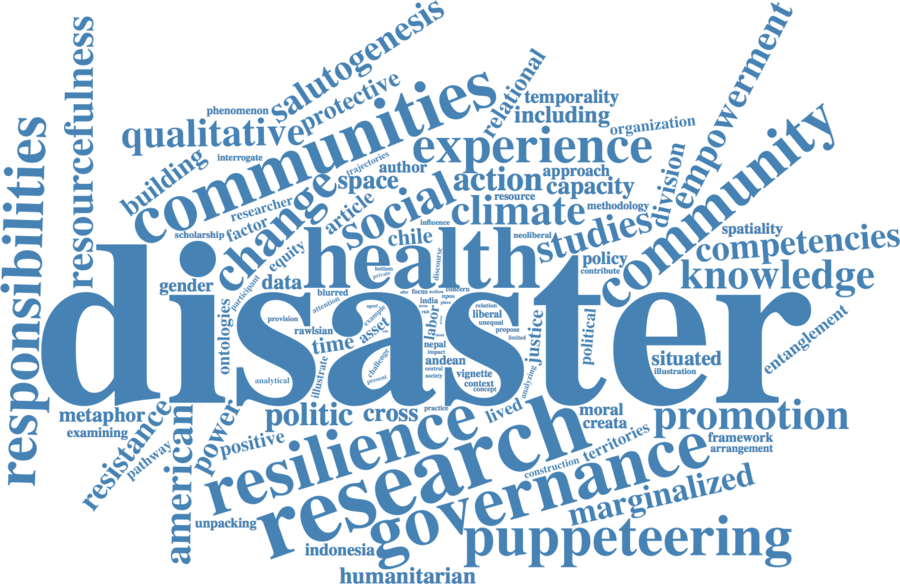 salutogenesis
resourcefulness
phenomenon
protective
relational
temporality
including
empowerment
qualitative
communities
organization
responsibilities
building
interrogate
trajectories
experience
author
space
action
approach
capacity
resource
division
community
researcher
change
article
social
climate
methodology
scholarship
factor
influence
neoliberal
studies
spatiality
equity
chile
health
discourse
policy
contribute
competencies
knowledge
gender
participant
data
bottom
private
blurred
attention
focus
concern
india
npos
disaster
ontologies
provision
rawlsian
agent
example
labor
risk
relation
liberal
unequal
propose
limited
justice
political
entanglement
time
asset
nepal
impact
situated
illustration
analytical
illustrate
challenge
present
andean
central
society
vignette
context
concept
analyzing
metaphor
examining
resistance
pathway
american
power
positive
politic
cross
practice
lived
moral
creata
promotion
resilience
research
territories
construction
framework
arrangement
governance
marginalized
unpacking
indonesia
puppeteering
humanitarian